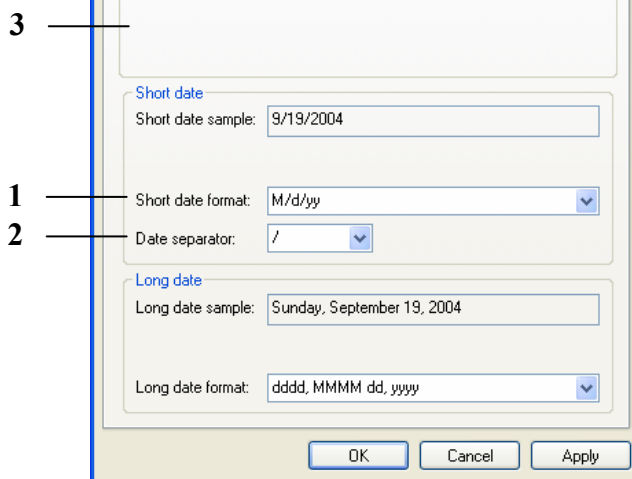 3
Short date
Short date sample: 9/19/2004
1 Short date format: M/d/yy
2 Date separator: /
Long date
Long date sample: Sunday, September 19, 2004
Long date format: dddd, MMMM dd, yyyy
OK Cancel Apply